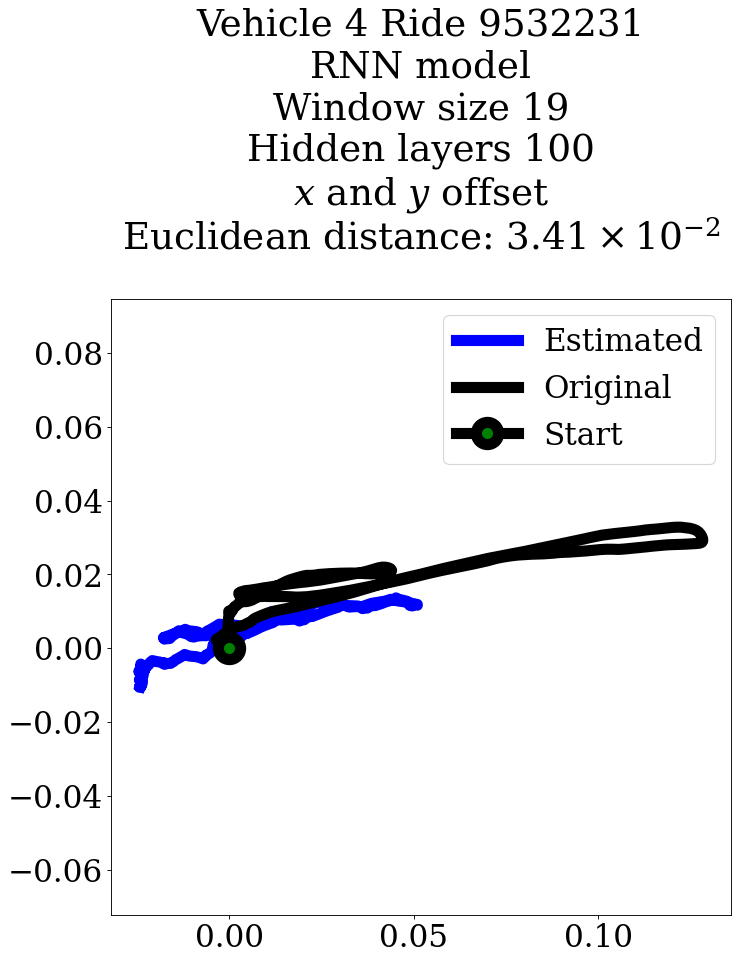 Vehicle 4 Ride 9532231
RNN model
Window size 19
Hidden layers 100
x and y offset
Euclidean distance: 3.41 × 10⁻²
Estimated
Original
Start
0.08
0.06
0.04
0.02
0.00
−0.02
−0.04
−0.06
0.00 0.05 0.10